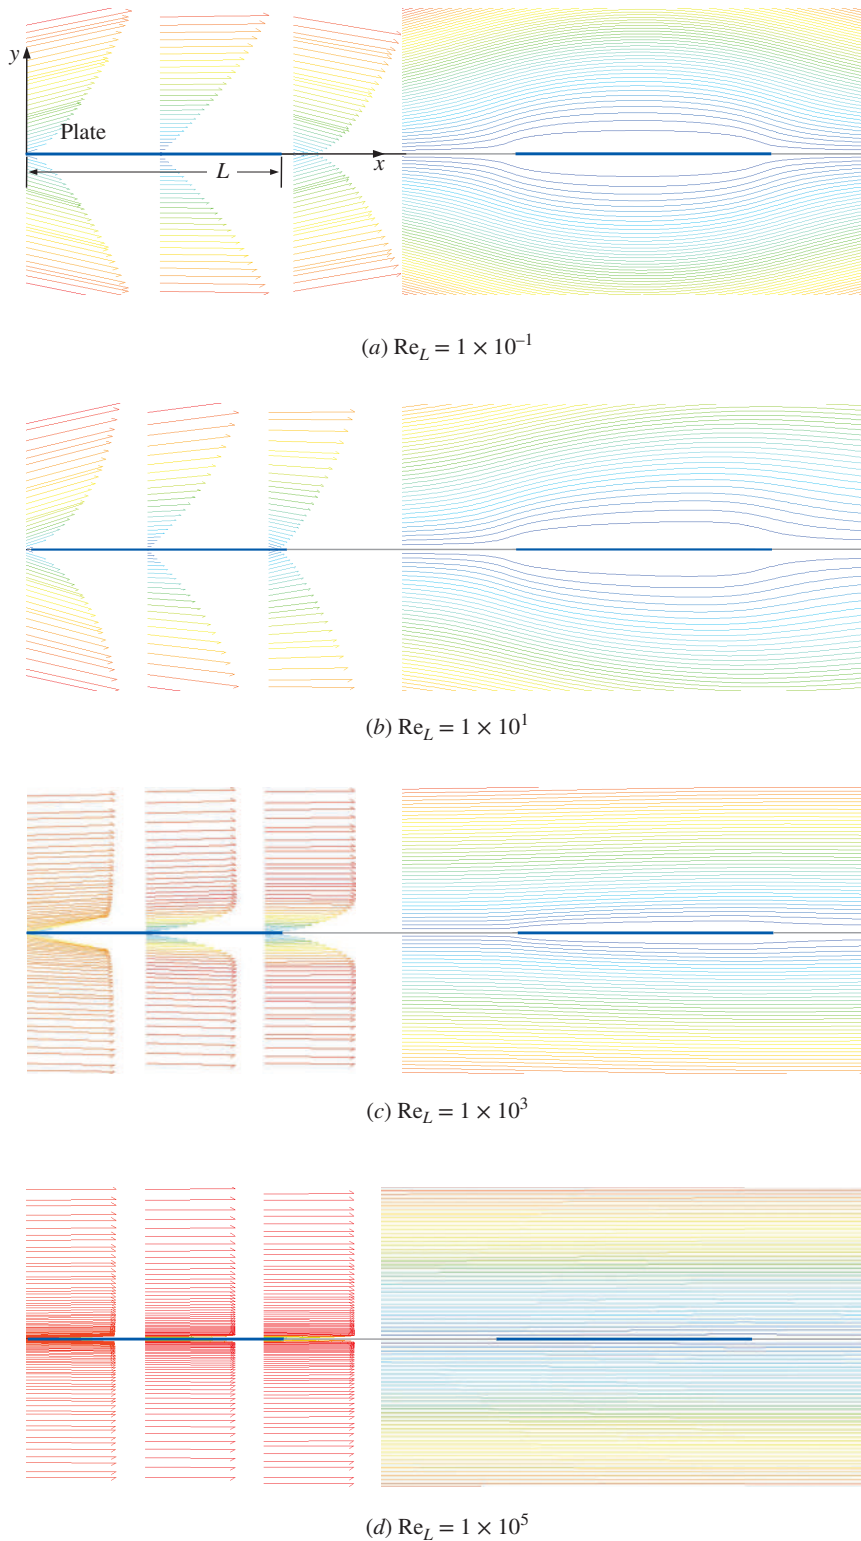 y
Plate
L
x
(a) Re_L = 1 × 10^–1
(b) Re_L = 1 × 10^1
(c) Re_L = 1 × 10^3
(d) Re_L = 1 × 10^5